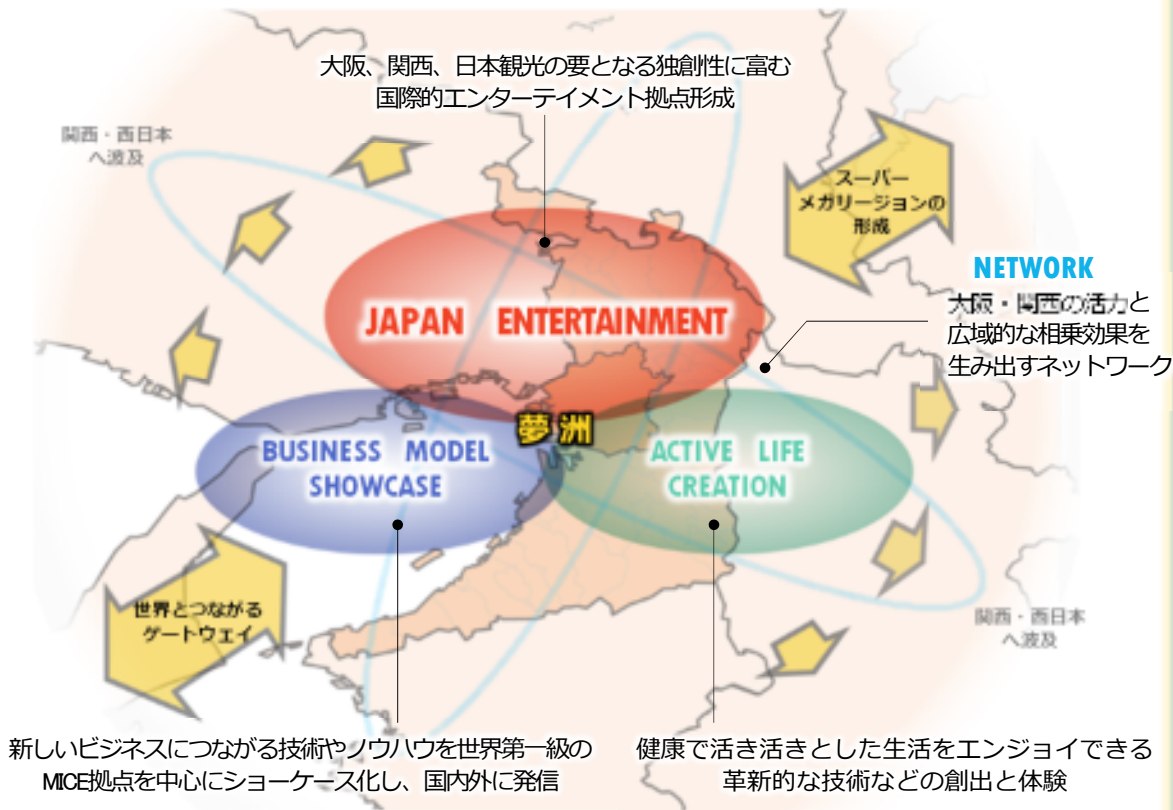 大阪、関西、日本観光の要となる独創性に富む
国際的エンターテイメント拠点形成
関西・西日本
へ波及
スーパー
メガリージョンの
形成
NETWORK
大阪・関西の活力と
広域的な相乗効果を
生み出すネットワーク
JAPAN ENTERTAINMENT
夢洲
BUSINESS MODEL
SHOWCASE
ACTIVE LIFE
CREATION
世界とつながる
ゲートウェイ
関西・西日本
へ波及
新しいビジネスにつながる技術やノウハウを世界第一級の
MICE拠点を中心にショーケース化し、国内外に発信
健康で活き活きとした生活をエンジョイできる
革新的な技術などの創出と体験